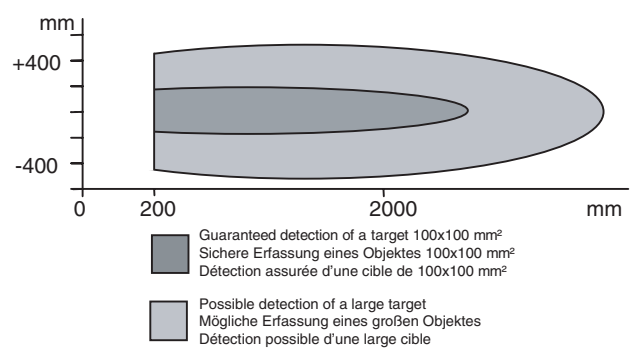 mm
+400
-400
0 200 2000 mm
Guaranteed detection of a target 100x100 mm²
Sichere Erfassung eines Objektes 100x100 mm²
Détection assurée d'une cible de 100x100 mm²
Possible detection of a large target
Mögliche Erfassung eines großen Objektes
Détection possible d'une large cible